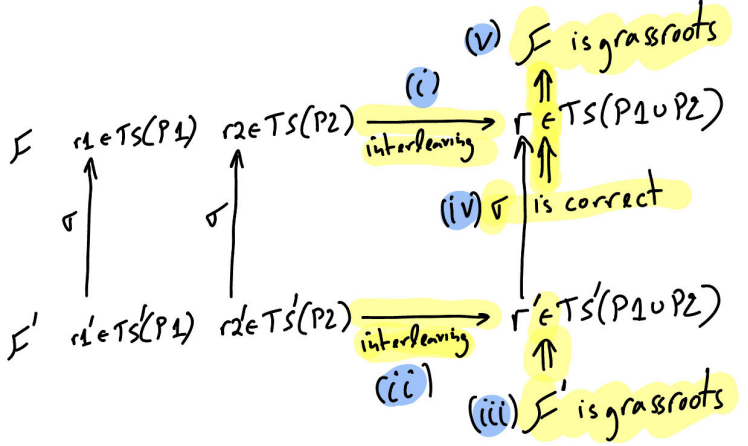 (v) F is grassroots
(i)
F r1∈TS(P1) r2∈TS(P2) interleaving r∈TS(P1∪P2)
σ σ (iv) σ is correct
F' r1'∈TS'(P1) r2'∈TS'(P2) interleaving r'∈TS'(P1∪P2)
(ii) (iii) F' is grassroots